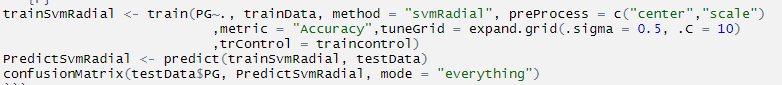 trainSvmRadial <- train(PG~., trainData, method = "svmRadial", preProcess = c("center","scale")
,metric = "Accuracy",tuneGrid = expand.grid(.sigma = 0.5, .C = 10)
,trControl = traincontrol)
PredictSvmRadial <- predict(trainSvmRadial, testData)
confusionMatrix(testData$PG, PredictSvmRadial, mode = "everything")